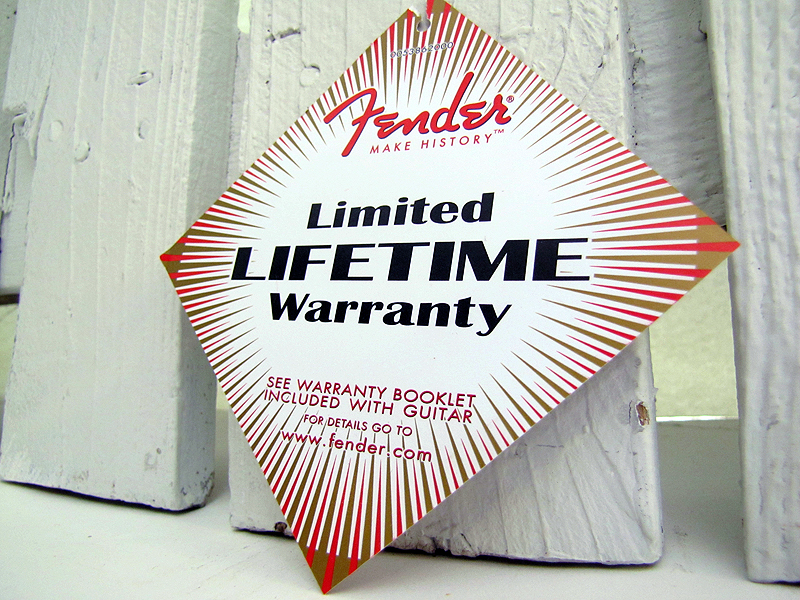 0053862000
Fender®
MAKE HISTORY™
Limited
LIFETIME
Warranty
SEE WARRANTY BOOKLET
INCLUDED WITH GUITAR
FOR DETAILS GO TO
www.fender.com